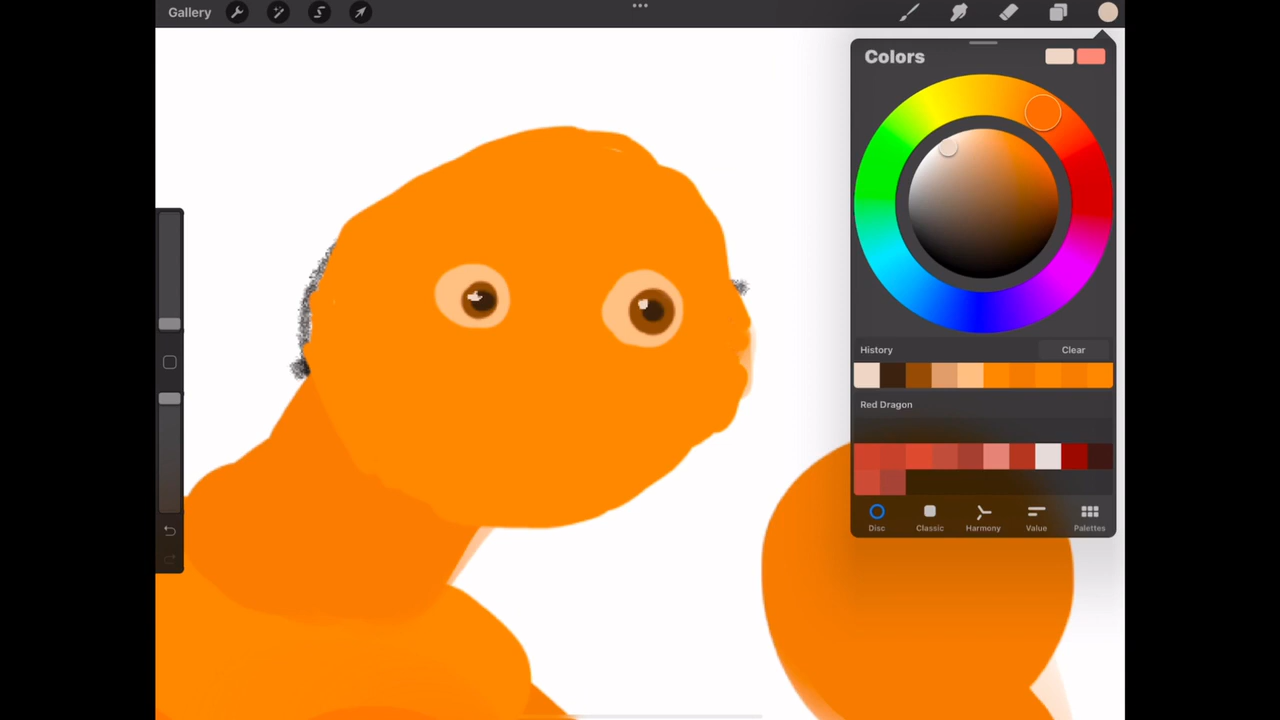 Gallery
Colors
History
Clear
Red Dragon
Disc
Classic
Harmony
Value
Palettes